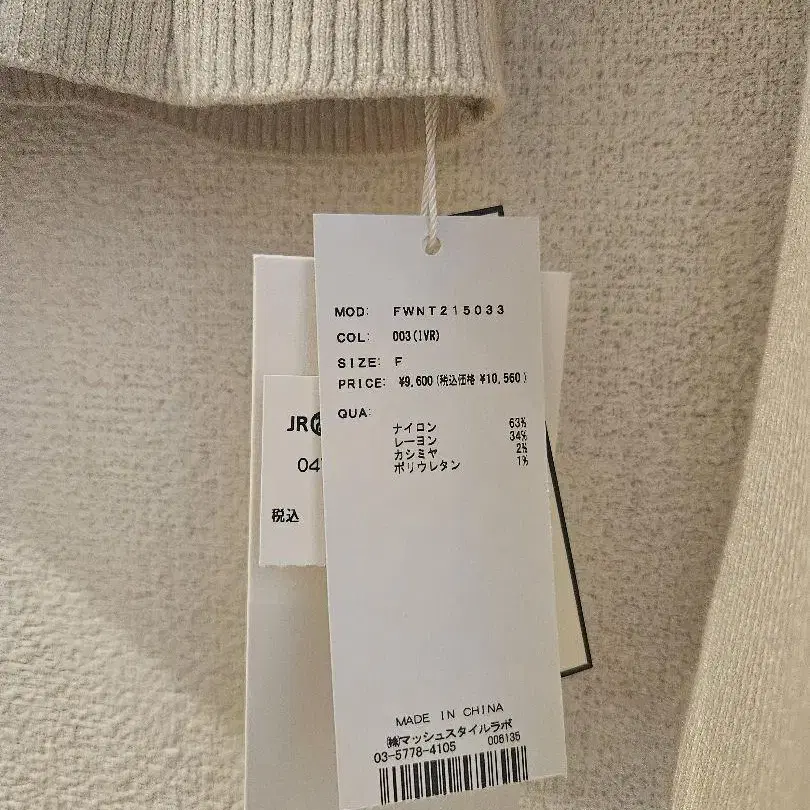 MOD: FWNT215033
COL: 003(IVR)
SIZE: F
PRICE: ¥9,600(税込価格 ¥10,560)
QUA:
ナイロン 63%
レーヨン 34%
カシミヤ 2%
ポリウレタン 1%
JR
04
税込
MADE IN CHINA
㈱マッシュスタイルラボ
03-5778-4105 006135